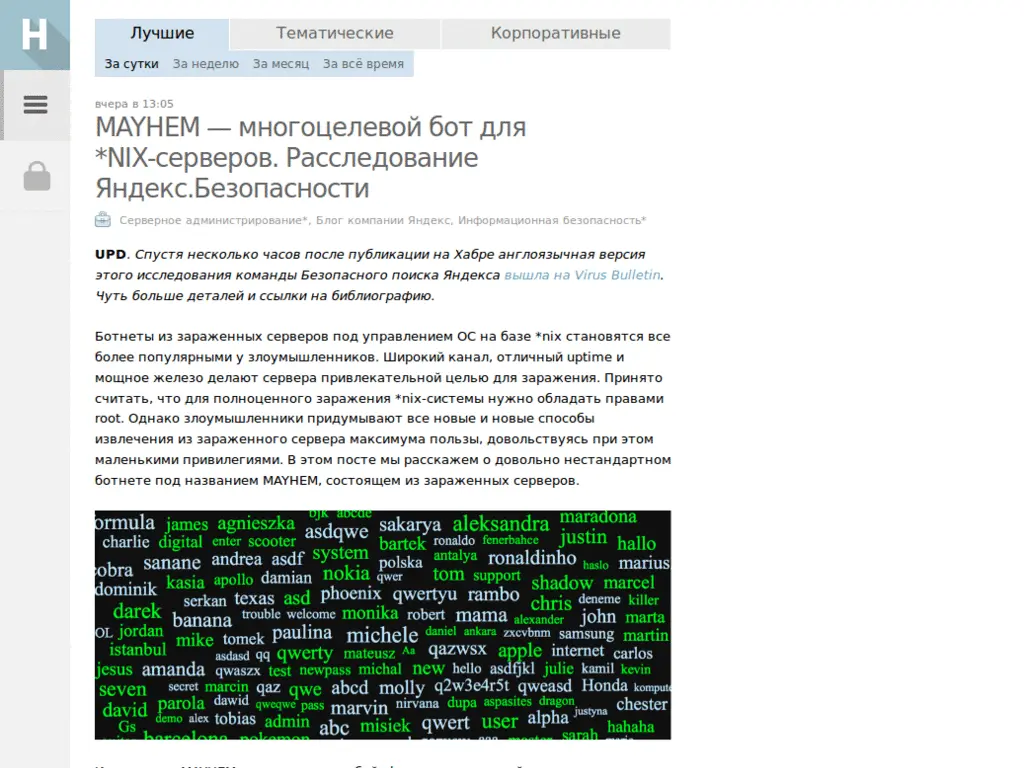 H
Лучшие Тематические Корпоративные
За сутки За неделю За месяц За всё время
вчера в 13:05
MAYHEM — многоцелевой бот для
*NIX-серверов. Расследование
Яндекс.Безопасности
Серверное администрирование*, Блог компании Яндекс, Информационная безопасность*
UPD. Спустя несколько часов после публикации на Хабре англоязычная версия
этого исследования команды Безопасного поиска Яндекса вышла на Virus Bulletin.
Чуть больше деталей и ссылки на библиографию.
Ботнеты из зараженных серверов под управлением ОС на базе *nix становятся все
более популярными у злоумышленников. Широкий канал, отличный uptime и
мощное железо делают сервера привлекательной целью для заражения. Принято
считать, что для полноценного заражения *nix-системы нужно обладать правами
root. Однако злоумышленники придумывают все новые и новые способы
извлечения из зараженного сервера максимума пользы, довольствуясь при этом
маленькими привилегиями. В этом посте мы расскажем о довольно нестандартном
ботнете под названием MAYHEM, состоящем из зараженных серверов.
ormula james agnieszka bjk abcde asdqwe sakarya aleksandra maradona
charlie digital enter scooter system bartek ronaldo fenerbahce justin hallo
obra sanane andrea asdf nokia polska antalya ronaldinho haslo marius
dominik kasia apollo damian qwer tom support shadow marcel
darek serkan texas asd phoenix qwertyu rambo chris deneme killer
banana trouble welcome monika robert mama alexander john marta
OL jordan mike tomek paulina michele daniel ankara zxcvbnm samsung martin
istanbul asdasd qq qwerty mateusz Aa qazwsx apple internet carlos
jesus amanda qwaszx test newpass michal new hello asdfjkl julie kamil kevin
seven secret marcin qaz qwe abcd molly q2w3e4r5t qweasd Honda kompute
david parola dawid qweqwe pass marvin nirvana dupa aspasites dragon justyna chester
Gs demo alex tobias admin abc misiek qwert user alpha hahaha
barcelona pokemon qazwsx aaa master sarah